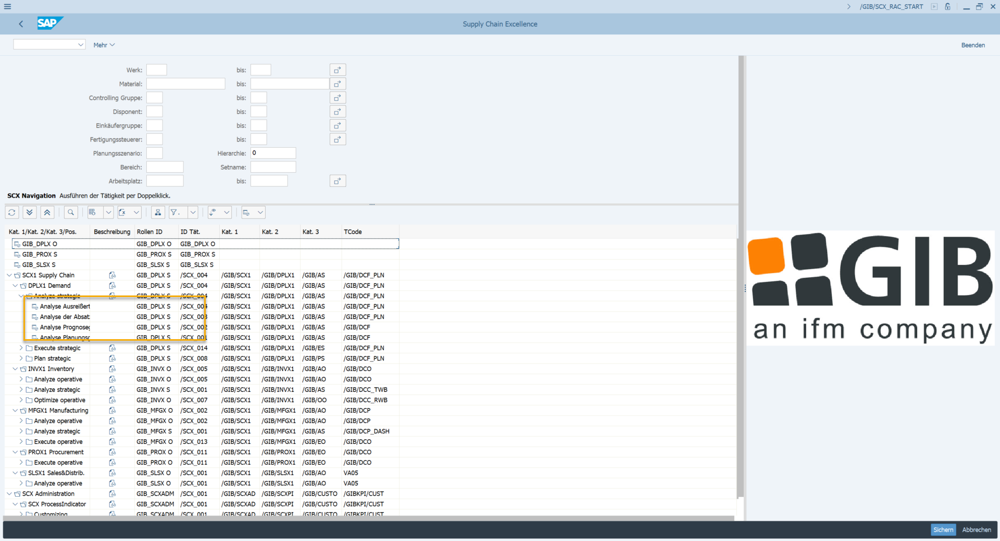 /GIB/SCX_RAC_START
SAP
Supply Chain Excellence
Mehr
Beenden
Werk: bis:
Material: bis:
Controlling Gruppe: bis:
Disponent: bis:
Einkäufergruppe: bis:
Fertigungssteuerer: bis:
Planungsszenario: Hierarchie: 0
Bereich: Setname:
Arbeitsplatz: bis:
SCX Navigation Ausführen der Tätigkeit per Doppelklick.
Kat. 1/Kat. 2/Kat. 3/Pos. Beschreibung Rollen ID ID Tät. Kat. 1 Kat. 2 Kat. 3 TCode
GIB_DPLX O GIB_DPLX O GIB_DPLX O
GIB_PROX S GIB_PROX S GIB_PROX S
GIB_SLSX S GIB_SLSX S GIB_SLSX S
SCX1 Supply Chain GIB_DPLX S /SCX_004 /GIB/SCX1 /GIB/DPLX1 /GIB/AS /GIB/DCF_PLN
DPLX1 Demand GIB_DPLX S /SCX_004 /GIB/SCX1 /GIB/DPLX1 /GIB/AS /GIB/DCF_PLN
Analyze strategic GIB_DPLX S /SCX_004 /GIB/SCX1 /GIB/DPLX1 /GIB/AS /GIB/DCF_PLN
Analyse Ausreißert GIB_DPLX S /SCX_004 /GIB/SCX1 /GIB/DPLX1 /GIB/AS /GIB/DCF_PLN
Analyse der Absat: GIB_DPLX S /SCX_003 /GIB/SCX1 /GIB/DPLX1 /GIB/AS /GIB/DCF_PLN
Analyse Prognoseg GIB_DPLX S /SCX_002 /GIB/SCX1 /GIB/DPLX1 /GIB/AS /GIB/DCF
Analyse Planungsg GIB_DPLX S /SCX_001 /GIB/SCX1 /GIB/DPLX1 /GIB/AS /GIB/DCF
Execute strategic GIB_DPLX S /SCX_014 /GIB/SCX1 /GIB/DPLX1 /GIB/ES /GIB/DCF_PLN
Plan strategic GIB_DPLX S /SCX_008 /GIB/SCX1 /GIB/DPLX1 /GIB/PS /GIB/DCF_PLN
INVX1 Inventory GIB_INVX O /SCX_005 /GIB/SCX1 /GIB/INVX1 /GIB/AO /GIB/DCO
Analyze operative GIB_INVX O /SCX_005 /GIB/SCX1 /GIB/INVX1 /GIB/AO /GIB/DCO
Analyze strategic GIB_INVX S /SCX_001 /GIB/SCX1 /GIB/INVX1 /GIB/AS /GIB/DCC_TWB
Optimize operative GIB_INVX O /SCX_007 /GIB/SCX1 /GIB/INVX1 /GIB/OO /GIB/DCC_RWB
MFGX1 Manufacturing GIB_MFGX O /SCX_002 /GIB/SCX1 /GIB/MFGX1 /GIB/AO /GIB/DCP
Analyze operative GIB_MFGX O /SCX_002 /GIB/SCX1 /GIB/MFGX1 /GIB/AO /GIB/DCP
Analyze strategic GIB_MFGX S /SCX_001 /GIB/SCX1 /GIB/MFGX1 /GIB/AS /GIB/DCP_DASH
Execute operative GIB_MFGX O /SCX_013 /GIB/SCX1 /GIB/MFGX1 /GIB/EO /GIB/DCO
PROX1 Procurement GIB_PROX O /SCX_011 /GIB/SCX1 /GIB/PROX1 /GIB/EO /GIB/DCO
Execute operative GIB_PROX O /SCX_011 /GIB/SCX1 /GIB/PROX1 /GIB/EO /GIB/DCO
SLSX1 Sales&Distrib. GIB_SLSX O /SCX_001 /GIB/SCX1 /GIB/SLSX1 /GIB/AO VA05
Analyze operative GIB_SLSX O /SCX_001 /GIB/SCX1 /GIB/SLSX1 /GIB/AO VA05
SCX Administration GIB_SCXADM /SCX_001 /GIB/SCXAD /GIB/SCXPI /GIB/CUSTO /GIBKPI/CUST
SCX ProcessIndicator GIB_SCXADM /SCX_001 /GIB/SCXAD /GIB/SCXPI /GIB/CUSTO /GIBKPI/CUST
Customizing GIB_SCXADM /SCX_001 /GIB/SCXAD /GIB/SCXPI /GIB/CUSTO /GIBKPI/CUST
GIB
an ifm company
Sichern Abbrechen